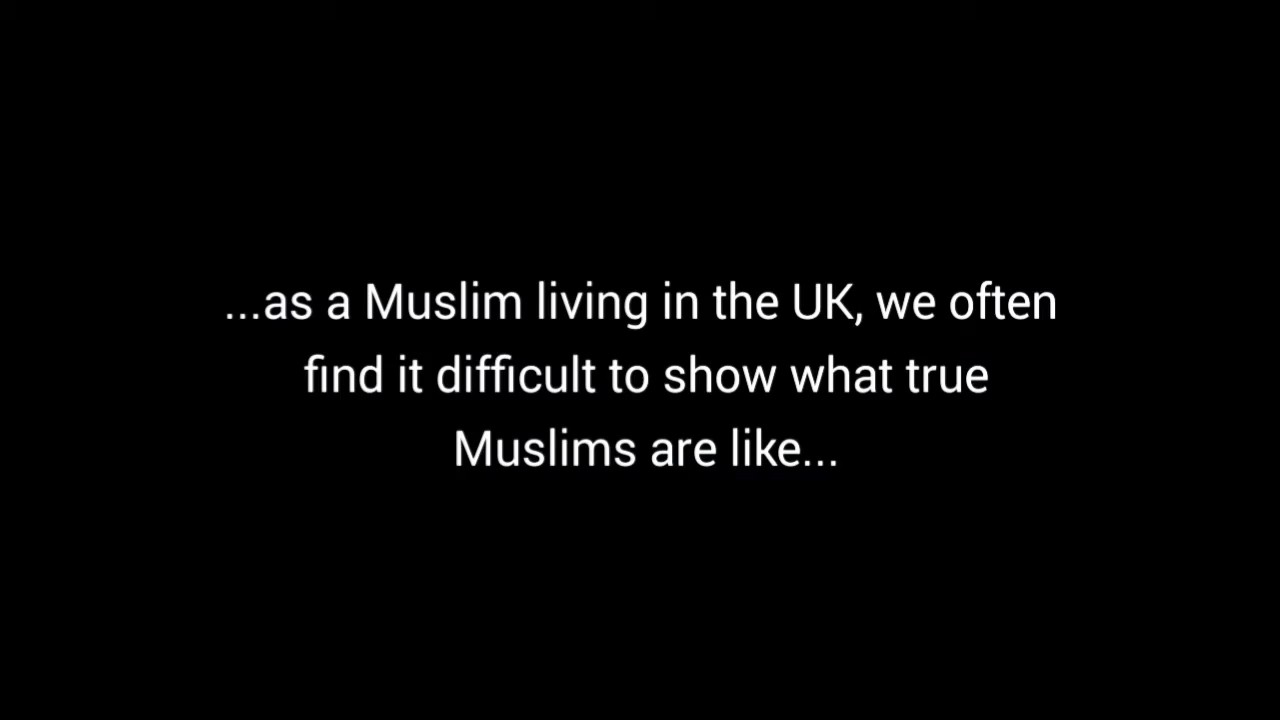 ...as a Muslim living in the UK, we often
find it difficult to show what true
Muslims are like...